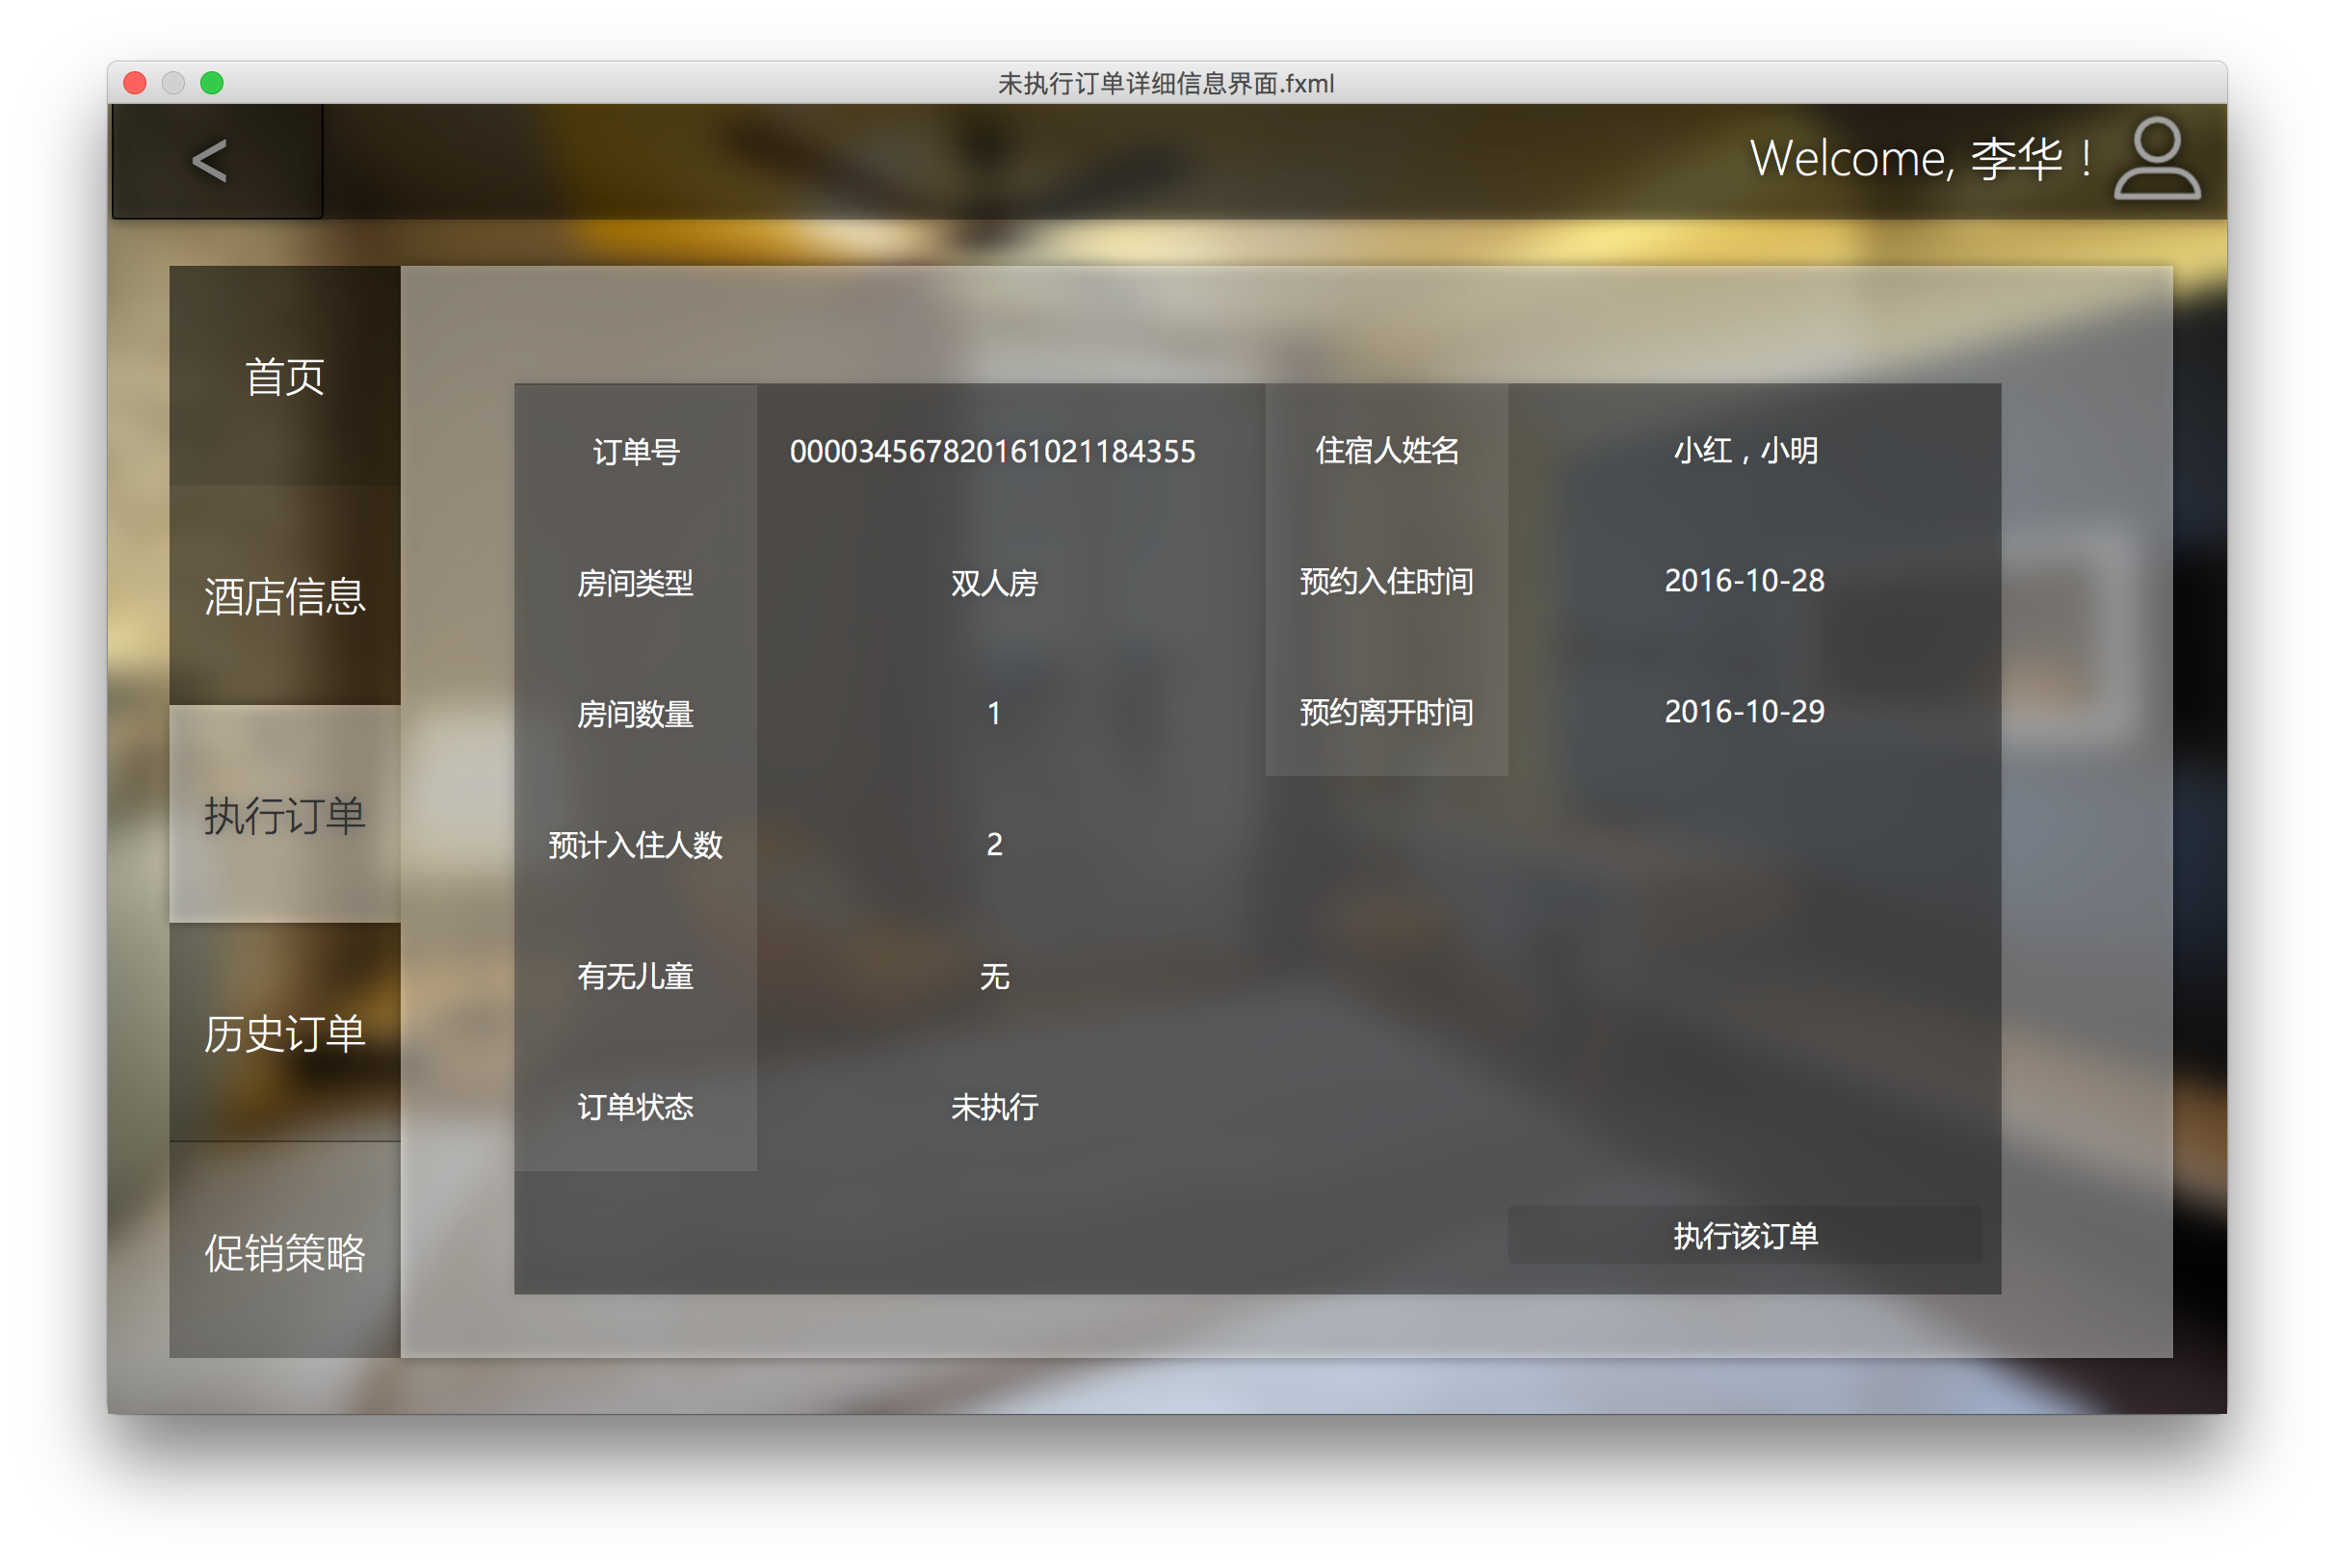 未执行订单详细信息界面.fxml
<
Welcome, 李华！
首页
酒店信息
执行订单
历史订单
促销策略
订单号 000034567820161021184355 住宿人姓名 小红，小明
房间类型 双人房 预约入住时间 2016-10-28
房间数量 1 预约离开时间 2016-10-29
预计入住人数 2
有无儿童 无
订单状态 未执行
执行该订单